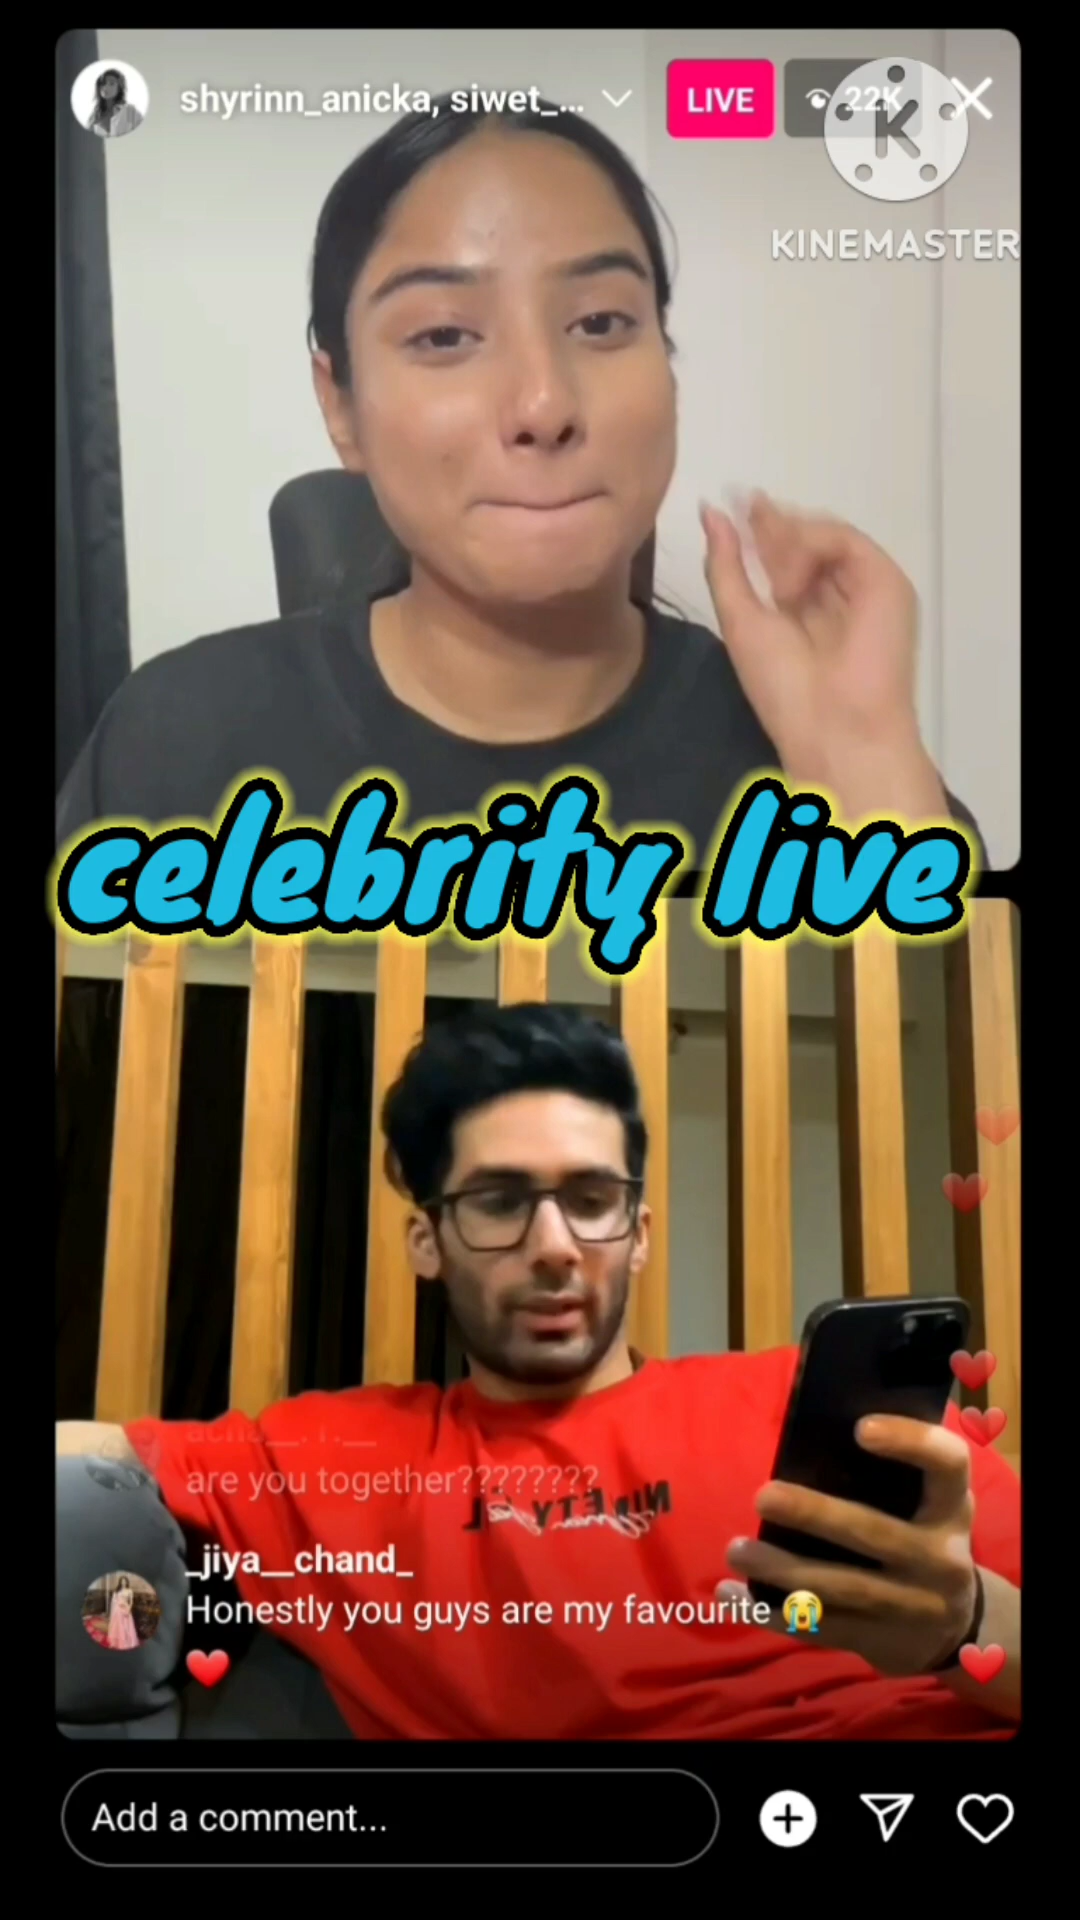 shyrinn_anicka, siwet_...
LIVE
22K
K
KINEMASTER
celebrity live
are you together????????
_jiya__chand_
Honestly you guys are my favourite 😭
❤️
Add a comment...